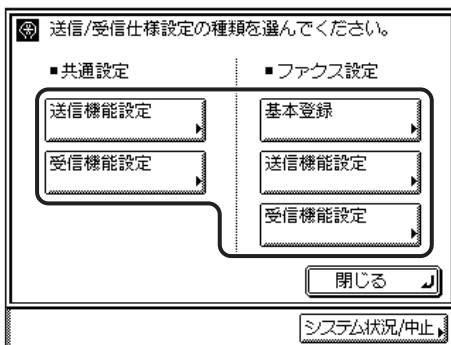 送信/受信仕様設定の種類を選んでください。
■共通設定
送信機能設定
受信機能設定
■ファクス設定
基本登録
送信機能設定
受信機能設定
閉じる
システム状況/中止